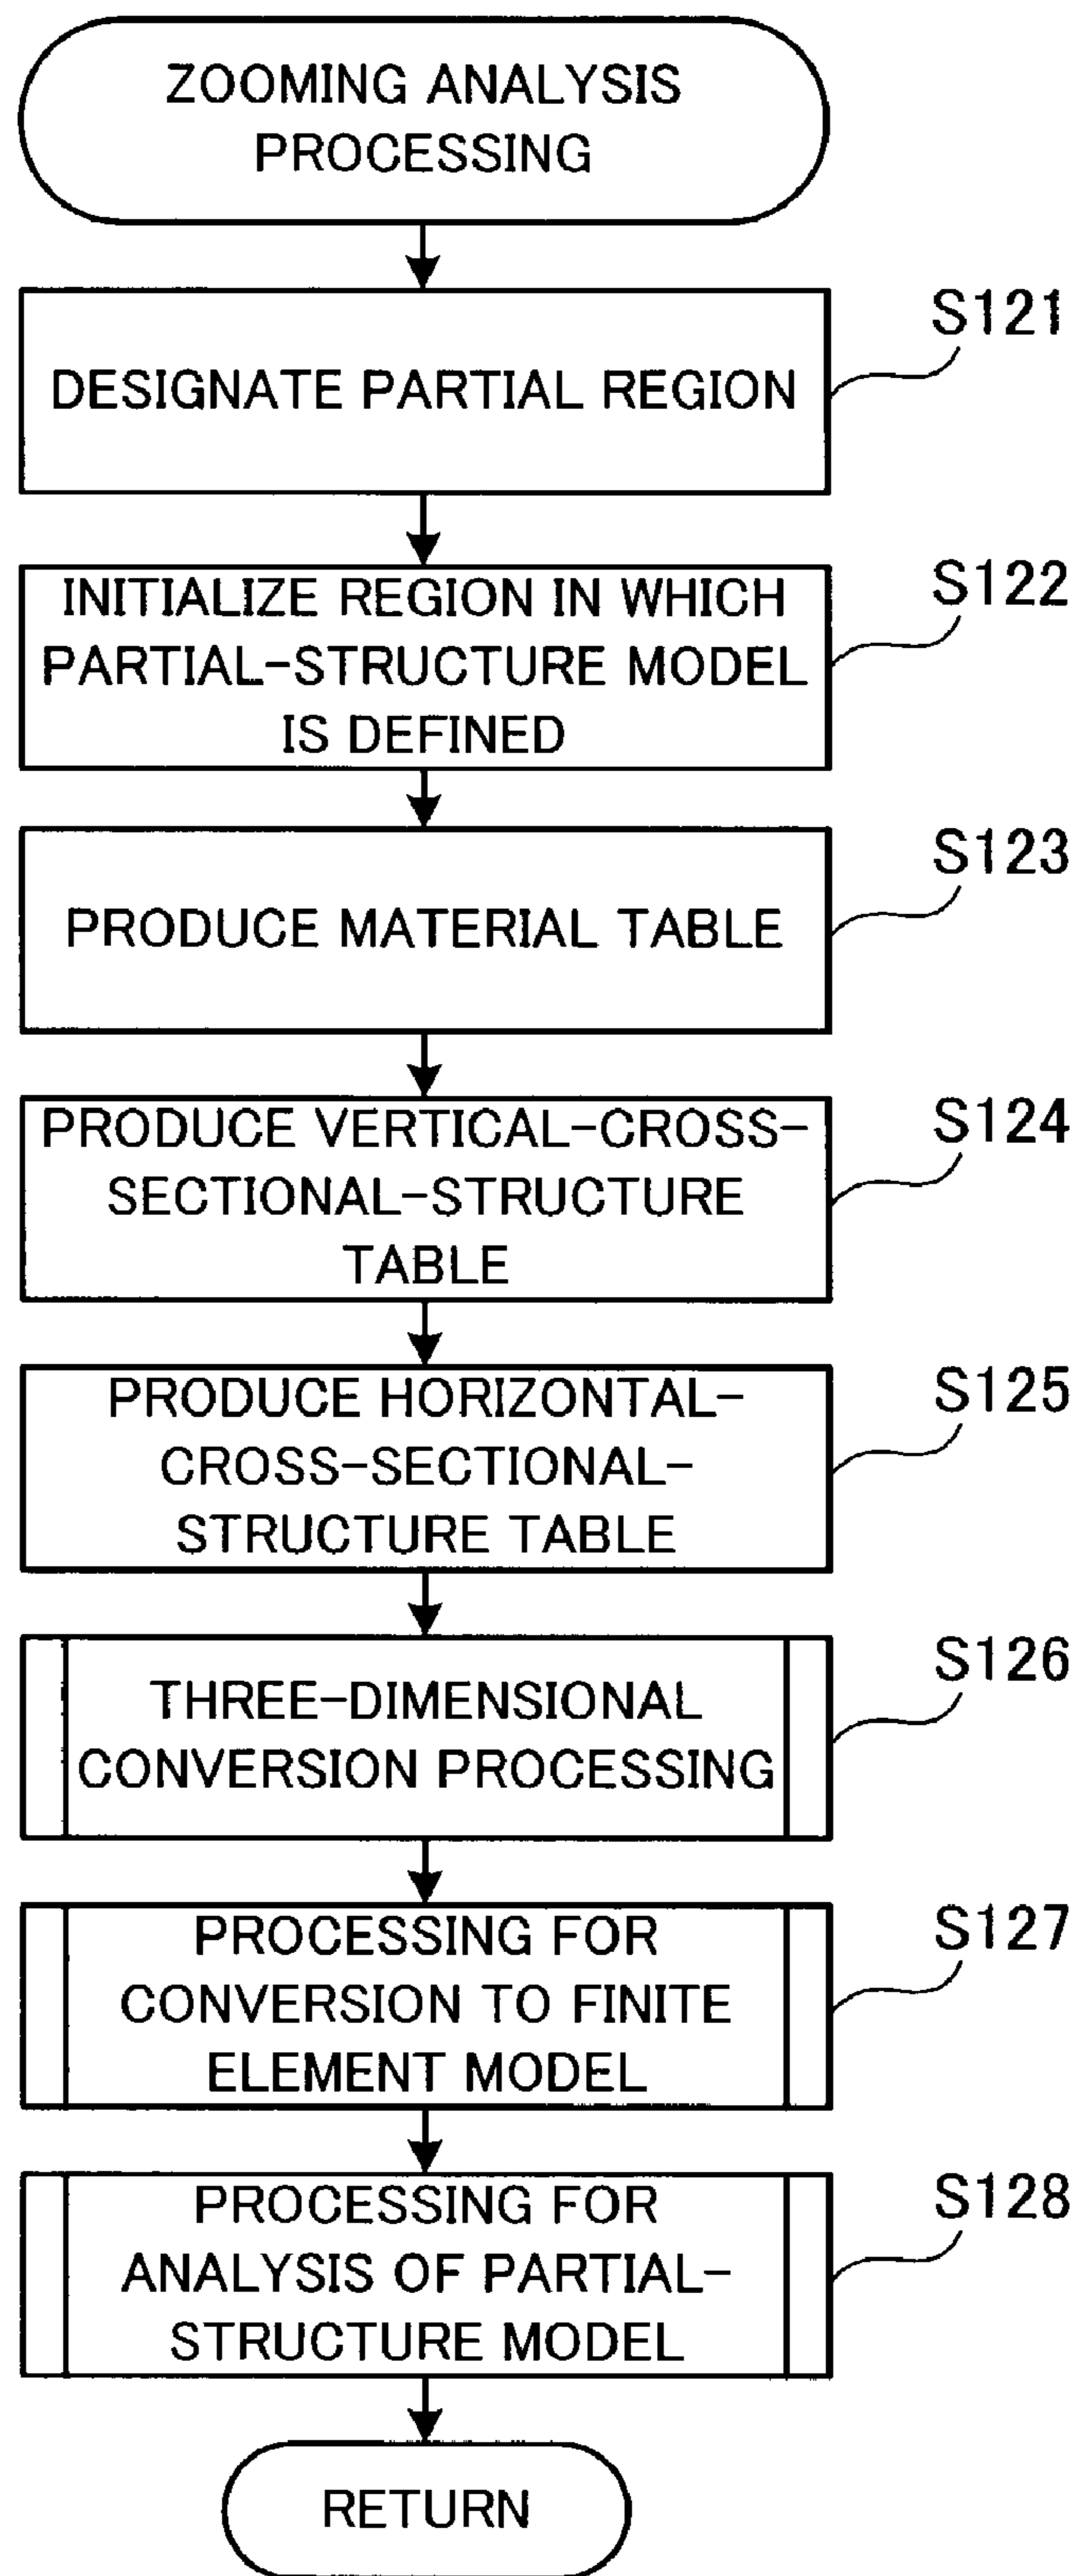 ZOOMING ANALYSIS
PROCESSING
S121
DESIGNATE PARTIAL REGION
S122
INITIALIZE REGION IN WHICH
PARTIAL-STRUCTURE MODEL
IS DEFINED
S123
PRODUCE MATERIAL TABLE
S124
PRODUCE VERTICAL-CROSS-
SECTIONAL-STRUCTURE
TABLE
S125
PRODUCE HORIZONTAL-
CROSS-SECTIONAL-
STRUCTURE TABLE
S126
THREE-DIMENSIONAL
CONVERSION PROCESSING
S127
PROCESSING FOR
CONVERSION TO FINITE
ELEMENT MODEL
S128
PROCESSING FOR
ANALYSIS OF PARTIAL-
STRUCTURE MODEL
RETURN